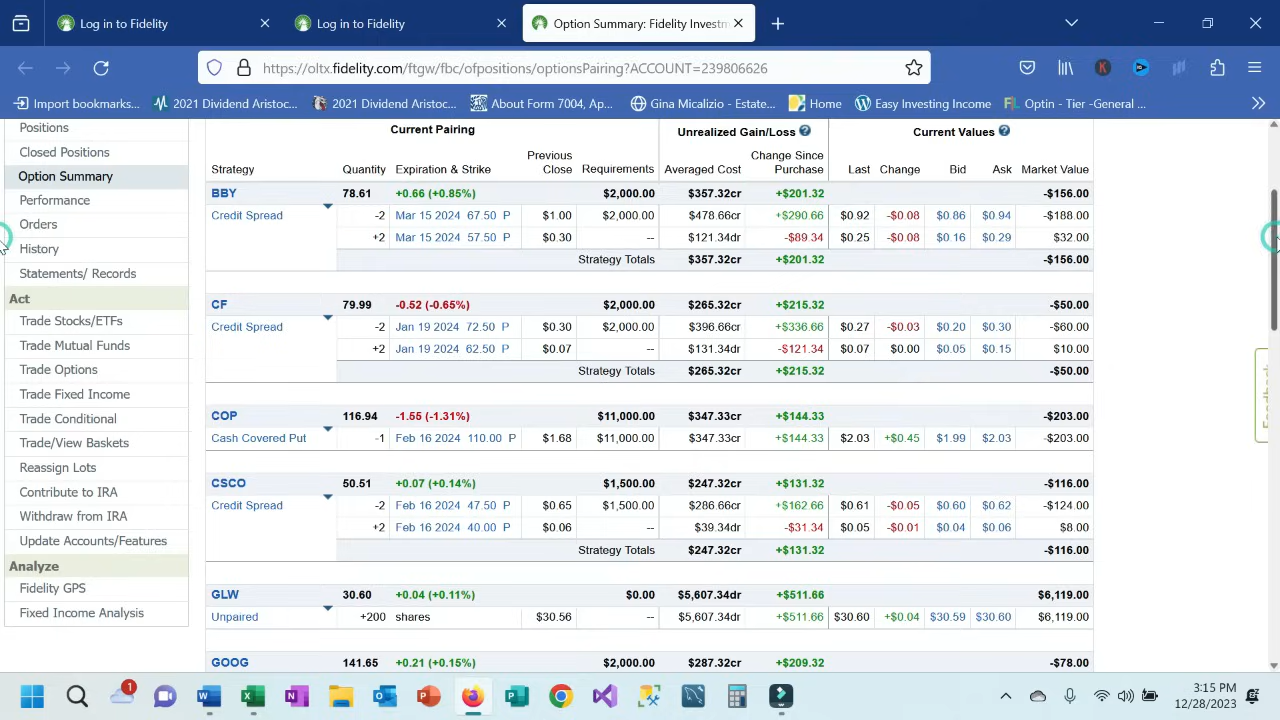 Log in to Fidelity
Log in to Fidelity
Option Summary: Fidelity Investm
https://oltx.fidelity.com/ftgw/fbc/ofpositions/optionsPairing?ACCOUNT=239806626
K
Import bookmarks...
2021 Dividend Aristoc...
2021 Dividend Aristoc...
About Form 7004, Ap...
Gina Micalizio - Estate...
Home
Easy Investing Income
Optin - Tier -General ...
Positions
Closed Positions
Option Summary
Performance
Orders
History
Statements/ Records
Act
Trade Stocks/ETFs
Trade Mutual Funds
Trade Options
Trade Fixed Income
Trade Conditional
Trade/View Baskets
Reassign Lots
Contribute to IRA
Withdraw from IRA
Update Accounts/Features
Analyze
Fidelity GPS
Fixed Income Analysis
Current Pairing Unrealized Gain/Loss ? Current Values ?
Strategy Quantity Expiration & Strike Previous Close Requirements Averaged Cost Change Since Purchase Last Change Bid Ask Market Value
BBY 78.61 +0.66 (+0.85%) $2,000.00 $357.32cr +$201.32 -$156.00
Credit Spread -2 Mar 15 2024 67.50 P $1.00 $2,000.00 $478.66cr +$290.66 $0.92 -$0.08 $0.86 $0.94 -$188.00
+2 Mar 15 2024 57.50 P $0.30 -- $121.34dr -$89.34 $0.25 -$0.08 $0.16 $0.29 $32.00
Strategy Totals $357.32cr +$201.32 -$156.00
CF 79.99 -0.52 (-0.65%) $2,000.00 $265.32cr +$215.32 -$50.00
Credit Spread -2 Jan 19 2024 72.50 P $0.30 $2,000.00 $396.66cr +$336.66 $0.27 -$0.03 $0.20 $0.30 -$60.00
+2 Jan 19 2024 62.50 P $0.07 -- $131.34dr -$121.34 $0.07 $0.00 $0.05 $0.15 $10.00
Strategy Totals $265.32cr +$215.32 -$50.00
COP 116.94 -1.55 (-1.31%) $11,000.00 $347.33cr +$144.33 -$203.00
Cash Covered Put -1 Feb 16 2024 110.00 P $1.68 $11,000.00 $347.33cr +$144.33 $2.03 +$0.45 $1.99 $2.03 -$203.00
CSCO 50.51 +0.07 (+0.14%) $1,500.00 $247.32cr +$131.32 -$116.00
Credit Spread -2 Feb 16 2024 47.50 P $0.65 $1,500.00 $286.66cr +$162.66 $0.61 -$0.05 $0.60 $0.62 -$124.00
+2 Feb 16 2024 40.00 P $0.06 -- $39.34dr -$31.34 $0.05 -$0.01 $0.04 $0.06 $8.00
Strategy Totals $247.32cr +$131.32 -$116.00
GLW 30.60 +0.04 (+0.11%) $0.00 $5,607.34dr +$511.66 $6,119.00
Unpaired +200 shares $30.56 -- $5,607.34dr +$511.66 $30.60 +$0.04 $30.59 $30.60 $6,119.00
GOOG 141.65 +0.21 (+0.15%) $2,000.00 $287.32cr +$209.32 -$78.00
1
3:15 PM
12/28/2023